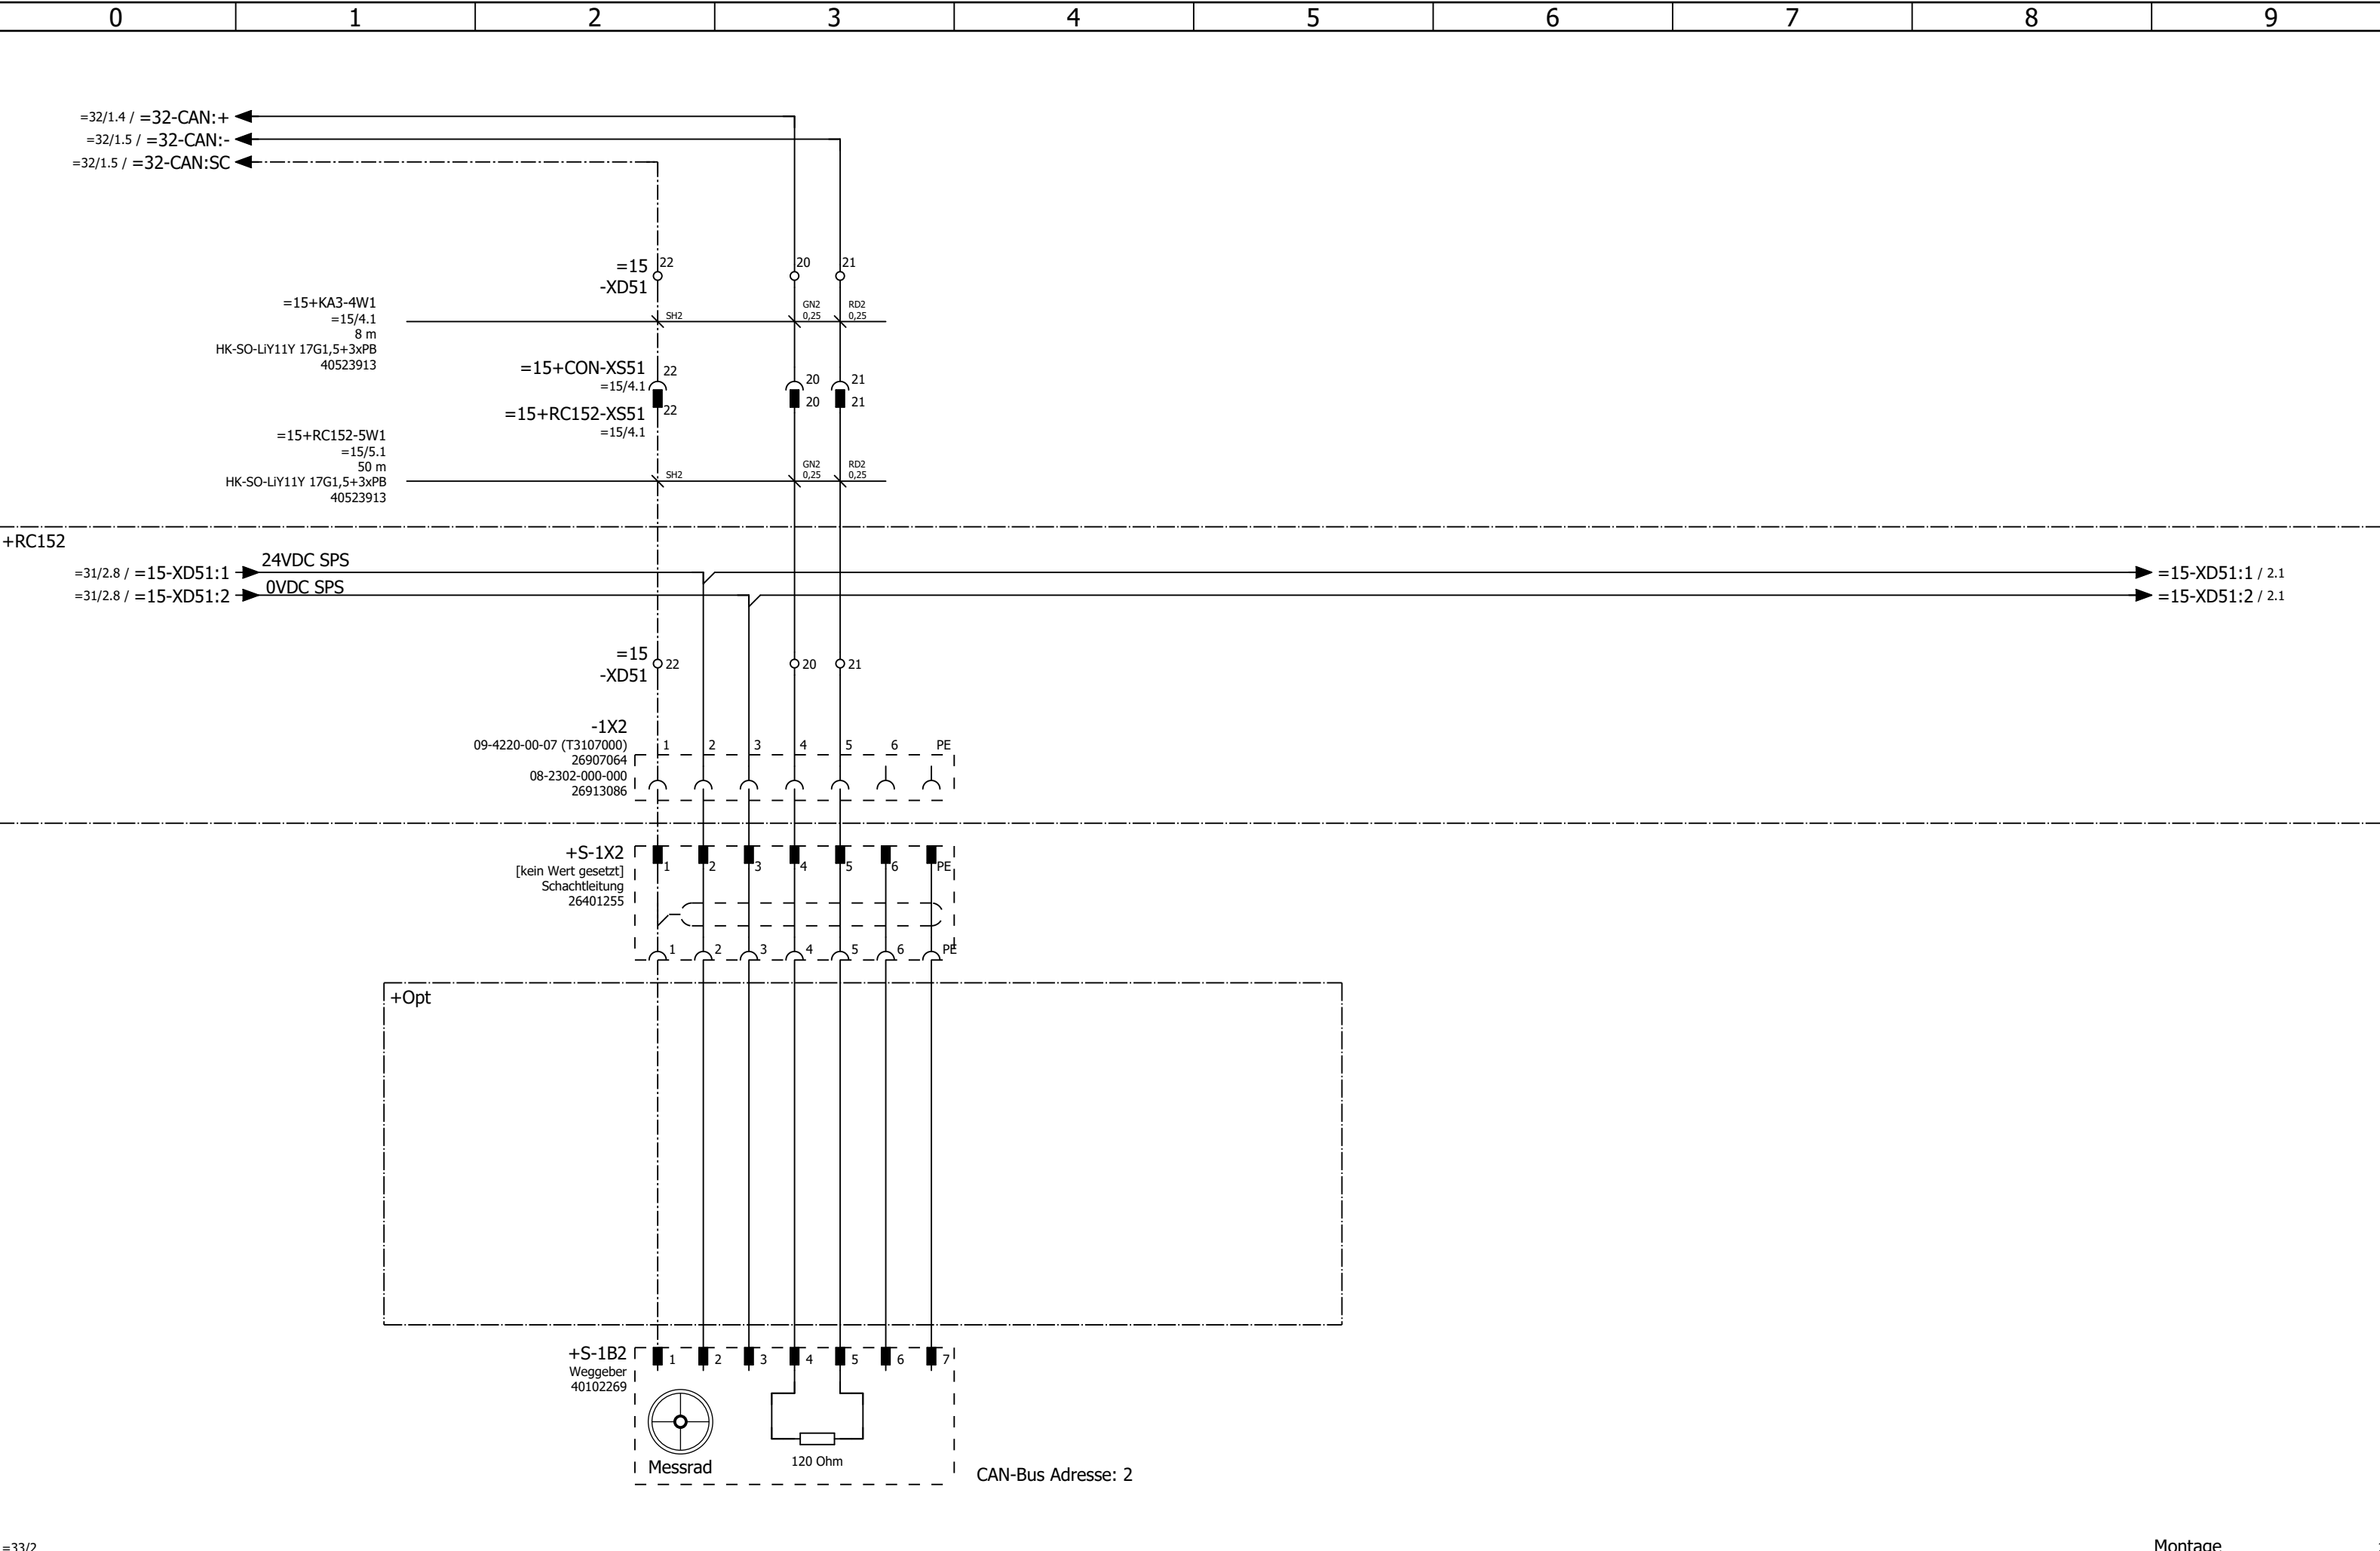 0 1 2 3 4 5 6 7 8 9
=32/1.4 / =32-CAN:+
=32/1.5 / =32-CAN:-
=32/1.5 / =32-CAN:SC
=15 22 20 21
-XD51
=15+KA3-4W1
=15/4.1
8 m
HK-SO-LiY11Y 17G1,5+3xPB
40523913
SH2
GN2
0,25
RD2
0,25
=15+CON-XS51 22 20 21
=15/4.1
=15+RC152-XS51 22 20 21
=15/4.1
=15+RC152-5W1
=15/5.1
50 m
HK-SO-LiY11Y 17G1,5+3xPB
40523913
SH2
GN2
0,25
RD2
0,25
+RC152
24VDC SPS
=31/2.8 / =15-XD51:1
=15-XD51:1 / 2.1
0VDC SPS
=31/2.8 / =15-XD51:2
=15-XD51:2 / 2.1
=15 22 20 21
-XD51
-1X2
09-4220-00-07 (T3107000) 1 2 3 4 5 6 PE
26907064
08-2302-000-000
26913086
+S-1X2
[kein Wert gesetzt] 1 2 3 4 5 6 PE
Schachtleitung
26401255
1 2 3 4 5 6 PE
+Opt
+S-1B2 1 2 3 4 5 6 7
Weggeber
40102269
Messrad
120 Ohm
CAN-Bus Adresse: 2
=33/2
Montage